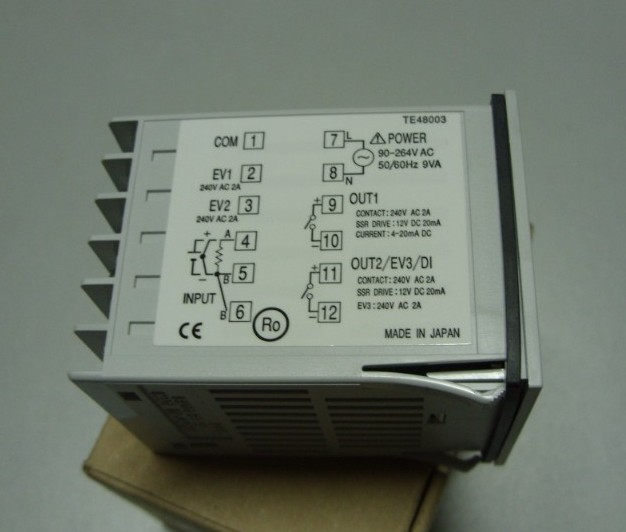 TE48003
COM 1
EV1 2
240V AC 2A
EV2 3
240V AC 2A
+ A 4
- B 5
INPUT
B 6
CE
Ro
7 L
⚠ POWER
90-264V AC
50/60Hz 9VA
8 N
+ 9 OUT1
CONTACT:240V AC 2A
SSR DRIVE:12V DC 20mA
CURRENT:4-20mA DC
- 10
+ 11 OUT2/EV3/DI
CONTACT:240V AC 2A
SSR DRIVE:12V DC 20mA
EV3:240V AC 2A
- 12
MADE IN JAPAN